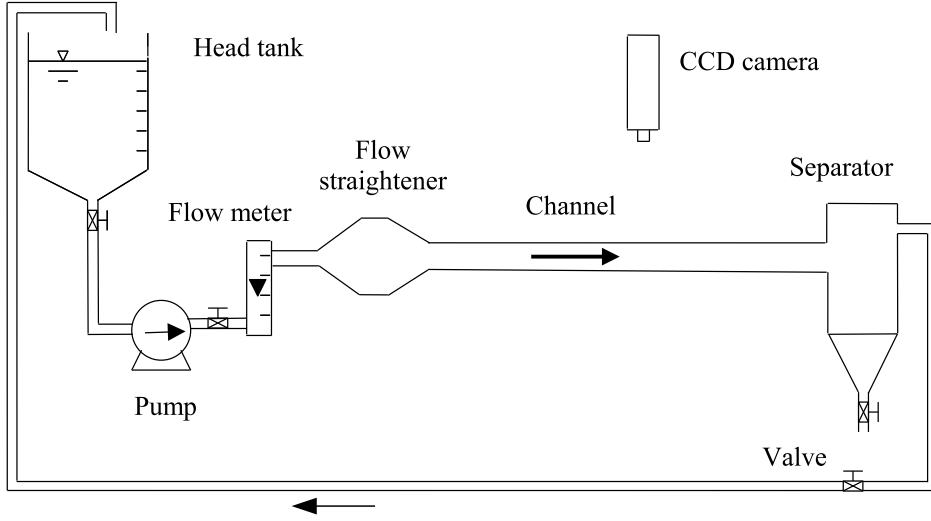 Head tank
CCD camera
Flow
straightener
Separator
Flow meter
Channel
Pump
Valve